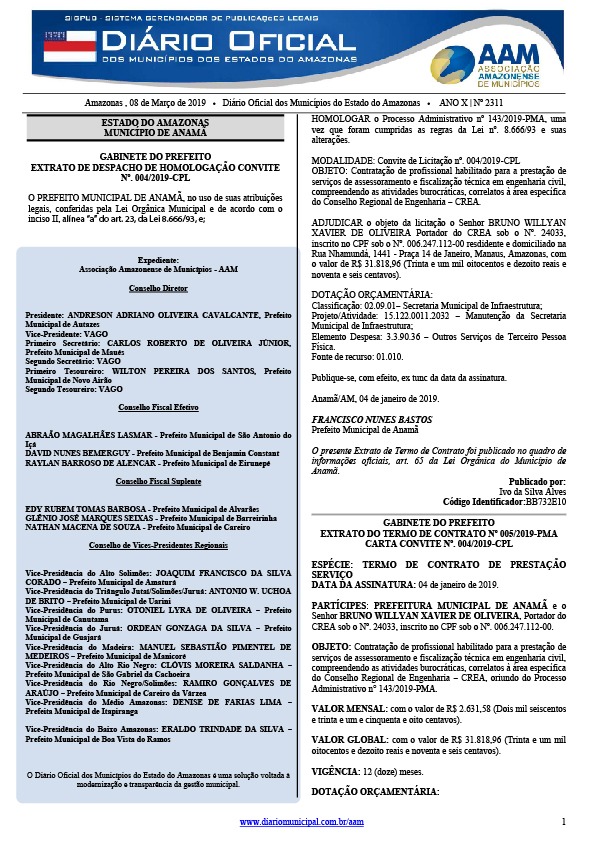 SIGPUB - SISTEMA GERENCIADOR DE PUBLICAÇÕES LEGAIS
DIÁRIO OFICIAL
DOS MUNICÍPIOS DOS ESTADOS DO AMAZONAS
AAM
ASSOCIAÇÃO
AMAZONENSE
DE MUNICÍPIOS
Amazonas , 08 de Março de 2019 • Diário Oficial dos Municípios do Estado do Amazonas • ANO X | Nº 2311
ESTADO DO AMAZONAS
MUNICÍPIO DE ANAMÃ
GABINETE DO PREFEITO
EXTRATO DE DESPACHO DE HOMOLOGAÇÃO CONVITE
Nº. 004/2019-CPL
O PREFEITO MUNICIPAL DE ANAMÃ, no uso de suas atribuições
legais, conferidas pela Lei Orgânica Municipal e de acordo com o
inciso II, alínea "a" do art. 23, da Lei 8.666/93, e;
Expediente:
Associação Amazonense de Municípios - AAM
Conselho Diretor
Presidente: ANDRESON ADRIANO OLIVEIRA CAVALCANTE, Prefeito
Municipal de Autazes
Vice-Presidente: VAGO
Primeiro Secretário: CARLOS ROBERTO DE OLIVEIRA JÚNIOR,
Prefeito Municipal de Maués
Segundo Secretário: VAGO
Primeiro Tesoureiro: WILTON PEREIRA DOS SANTOS, Prefeito
Municipal de Novo Airão
Segundo Tesoureiro: VAGO
Conselho Fiscal Efetivo
ABRAÃO MAGALHÃES LASMAR - Prefeito Municipal de São Antonio do
Içá
DAVID NUNES BEMERGUY - Prefeito Municipal de Benjamin Constant
RAYLAN BARROSO DE ALENCAR - Prefeito Municipal de Eirunepé
Conselho Fiscal Suplente
EDY RUBEM TOMAS BARBOSA - Prefeito Municipal de Alvarães
GLÊNIO JOSÉ MARQUES SEIXAS - Prefeito Municipal de Barreirinha
NATHAN MACENA DE SOUZA - Prefeito Municipal de Careiro
Conselho de Vices-Presidentes Regionais
Vice-Presidência do Alto Solimões: JOAQUIM FRANCISCO DA SILVA
CORADO – Prefeito Municipal de Amaturá
Vice-Presidência do Triângulo Jutaí/Solimões/Juruá: ANTONIO W. UCHOA
DE BRITO – Prefeito Municipal de Uarini
Vice-Presidência do Purus: OTONIEL LYRA DE OLIVEIRA – Prefeito
Municipal de Canutama
Vice-Presidência do Juruá: ORDEAN GONZAGA DA SILVA – Prefeito
Municipal de Guajará
Vice-Presidência do Madeira: MANUEL SEBASTIÃO PIMENTEL DE
MEDEIROS – Prefeito Municipal de Manicoré
Vice-Presidência do Alto Rio Negro: CLÓVIS MOREIRA SALDANHA –
Prefeito Municipal de São Gabriel da Cachoeira
Vice-Presidência do Rio Negro/Solimões: RAMIRO GONÇALVES DE
ARAÚJO – Prefeito Municipal de Careiro da Várzea
Vice-Presidência do Médio Amazonas: DENISE DE FARIAS LIMA –
Prefeita Municipal de Itapiranga
Vice-Presidência do Baixo Amazonas: ERALDO TRINDADE DA SILVA –
Prefeito Municipal de Boa Vista do Ramos
O Diário Oficial dos Municípios do Estado do Amazonas é uma solução voltada à
modernização e transparência da gestão municipal.
HOMOLOGAR o Processo Administrativo nº 143/2019-PMA, uma
vez que foram cumpridas as regras da Lei nº. 8.666/93 e suas
alterações.
MODALIDADE: Convite de Licitação nº. 004/2019-CPL
OBJETO: Contratação de profissional habilitado para a prestação de
serviços de assessoramento e fiscalização técnica em engenharia civil,
compreendendo as atividades primordiais, correlatos à área específica
do Conselho Regional de Engenharia – CREA.
ADJUDICAR o objeto da licitação o Senhor BRUNO WILLYAN
XAVIER DE OLIVEIRA Portador do CREA sob o Nº. 24033,
inscrito no CPF sob o Nº. 006.247.112-00 resdidente e domiciliado na
Rua Nhamundá, 1441 - Praça 14 de Janeiro, Manaus, Amazonas, com
o valor de R$ 31.818,96 (Trinta e um mil oitocentos e dezoito reais e
noventa e seis centavos).
DOTAÇÃO ORÇAMENTÁRIA:
Classificação: 02.09.01– Secretaria Municipal de Infraestrutura;
Projeto/Atividade: 15.122.0011.2032 – Manutenção da Secretaria
Municipal de Infraestrutura;
Elemento Despesa: 3.3.90.36 – Outros Serviços de Terceiro Pessoa
Física.
Fonte de recurso: 01.010.
Publique-se, com efeito, ex tunc da data da assinatura.
Anamã/AM, 04 de janeiro de 2019.
FRANCISCO NUNES BASTOS
Prefeito Municipal de Anamã
O presente Extrato de Termo de Contrato foi publicado no quadro de
informações oficiais, art. 65 da Lei Orgânica do Município de
Anamã.
Publicado por:
Ivo da Silva Alves
Código Identificador:BB732E10
GABINETE DO PREFEITO
EXTRATO DO TERMO DE CONTRATO Nº 005/2019-PMA
CARTA CONVITE Nº. 004/2019-CPL
ESPÉCIE: TERMO DE CONTRATO DE PRESTAÇÃO
SERVIÇO
DATA DA ASSINATURA: 04 de janeiro de 2019.
PARTÍCIPES: PREFEITURA MUNICIPAL DE ANAMÃ e o
Senhor BRUNO WILLYAN XAVIER DE OLIVEIRA, Portador do
CREA sob o Nº. 24033, inscrito no CPF sob o Nº. 006.247.112-00.
OBJETO: Contratação de profissional habilitado para a prestação de
serviços de assessoramento e fiscalização técnica em engenharia civil,
compreendendo as atividades primordiais, correlatos à área específica
do Conselho Regional de Engenharia – CREA, oriundo do Processo
Administrativo nº 143/2019-PMA.
VALOR MENSAL: com o valor de R$ 2.631,58 (Dois mil seiscentos
e trinta e um e cinquenta e oito centavos).
VALOR GLOBAL: com o valor de R$ 31.818,96 (Trinta e um mil
oitocentos e dezoito reais e noventa e seis centavos).
VIGÊNCIA: 12 (doze) meses.
DOTAÇÃO ORÇAMENTÁRIA:
www.diariomunicipal.com.br/aam 1